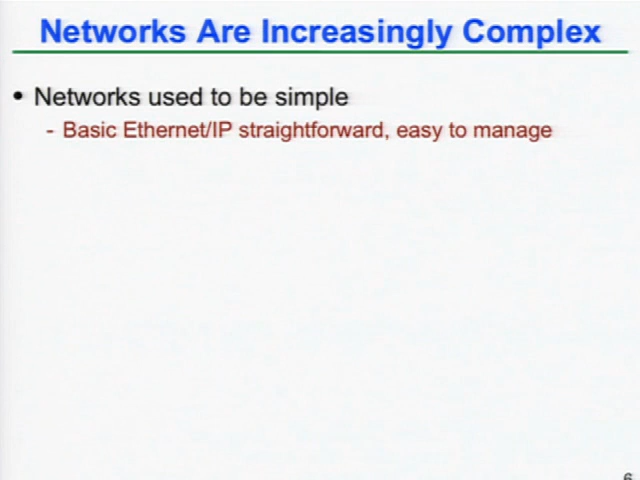 Networks Are Increasingly Complex
• Networks used to be simple
- Basic Ethernet/IP straightforward, easy to manage
6